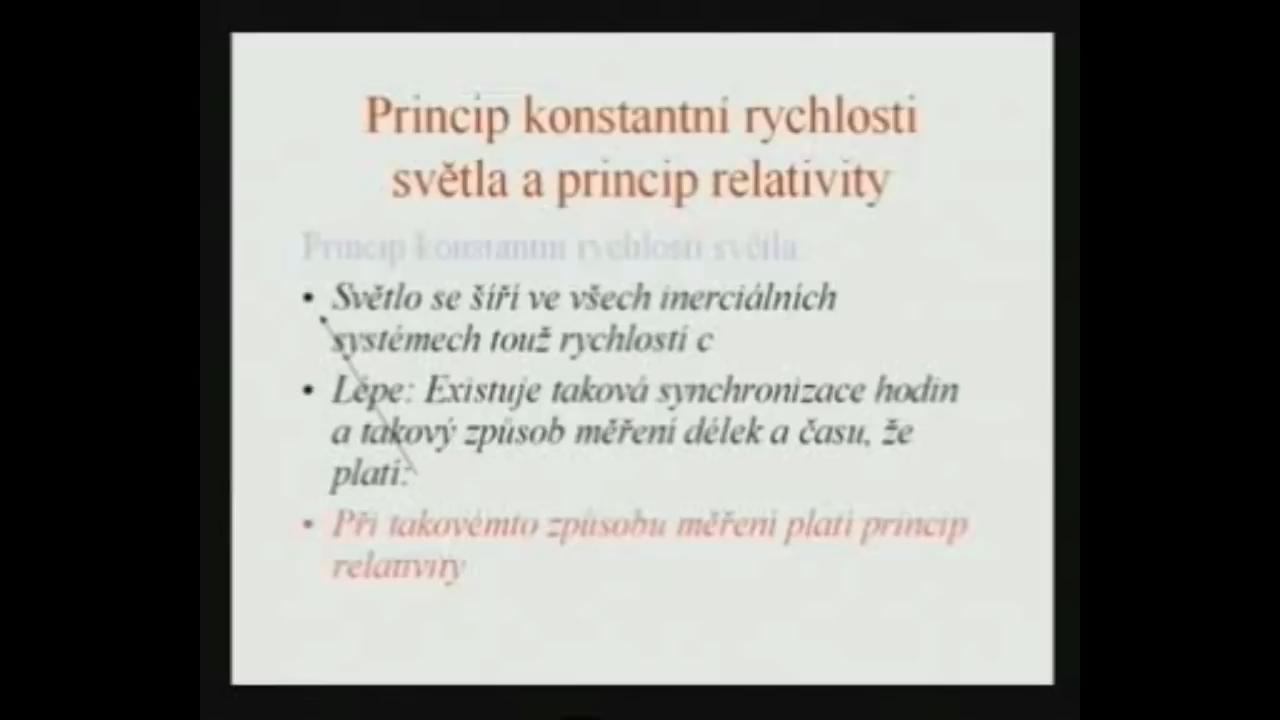 Princip konstantní rychlosti
světla a princip relativity
Princip konstantní rychlosti světla
• Světlo se šíří ve všech inerciálních
systémech touž rychlostí c
• Lépe: Existuje taková synchronizace hodin
a takový způsob měření délek a času, že
platí:
• Při takovémto způsobu měření platí princip
relativity